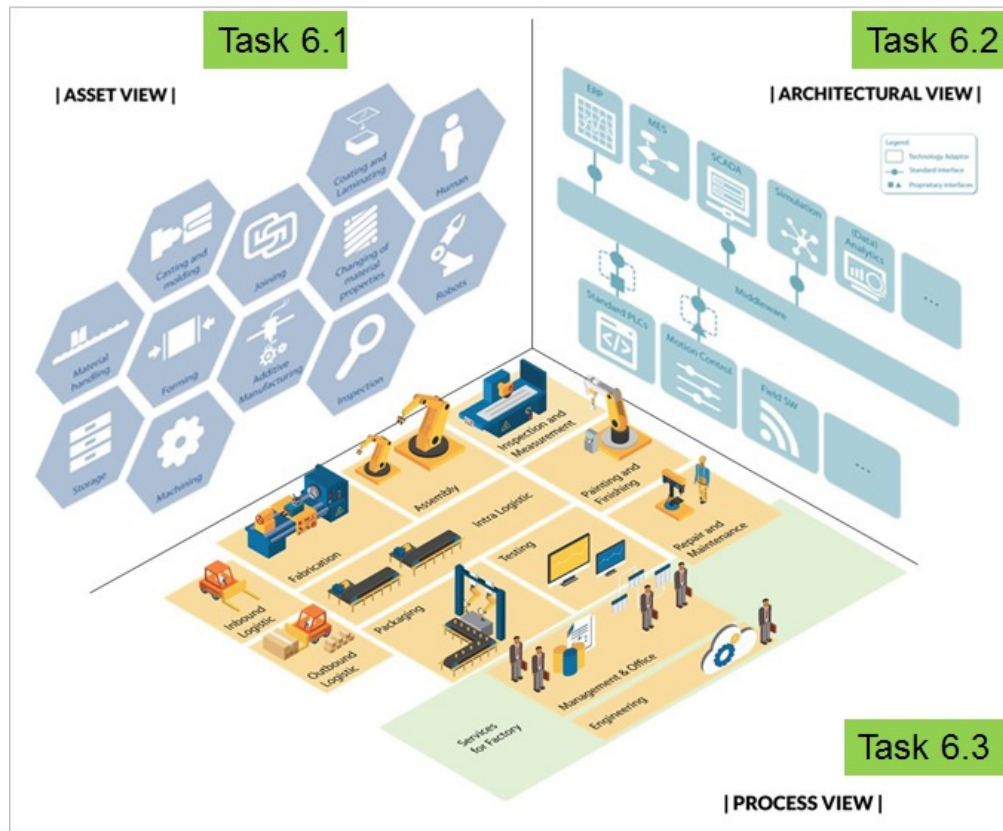 Task 6.1
Task 6.2
| ASSET VIEW |
| ARCHITECTURAL VIEW |
Coating and
Laminating
Human
Casting and
molding
Joining
Changing of
material
properties
Robots
Material
handling
Forming
Additive
Manufacturing
Inspection
Storage
Machining
ERP
MES
SCADA
Simulation
(Data)
Analytics
...
Legend:
Technology Adaptor
Standard Interface
Proprietary Interfaces
Middleware
Standard PLCs
Motion Control
Field SW
...
Inspection and
Measurement
Assembly
Painting and
Finishing
intra Logistic
Fabrication
Testing
Repair and
Maintenance
Inbound
Logistic
Packaging
Outbound
Logistic
Management & Office
Engineering
Services
for Factory
Task 6.3
| PROCESS VIEW |